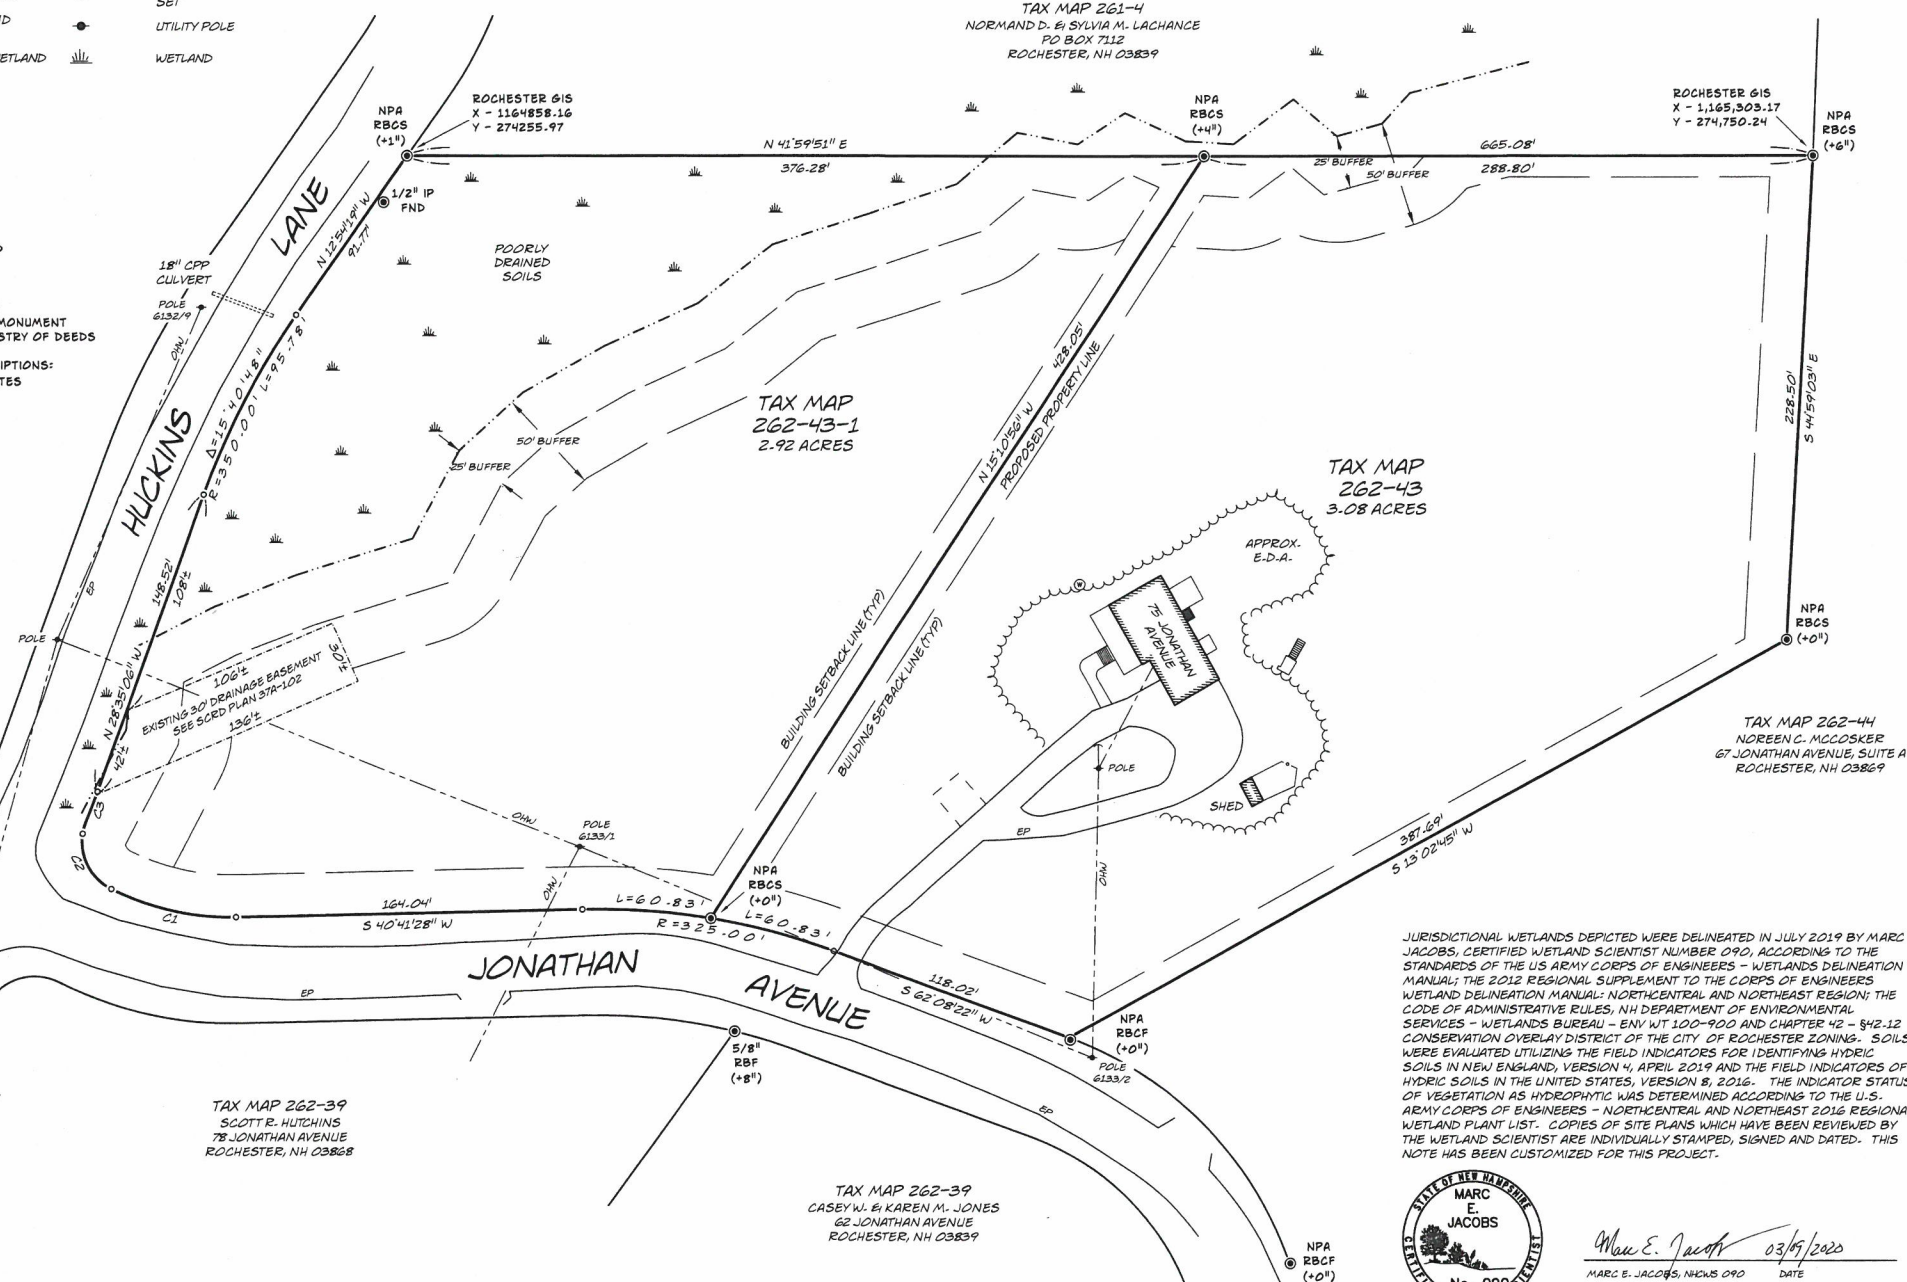 SET
UTILITY POLE
WETLAND
TAX MAP 261-4
NORMAND D. & SYLVIA M. LACHANCE
PO BOX 7112
ROCHESTER, NH 03839
NPA
RBCS
(+1")
ROCHESTER GIS
X - 1164858.16
Y - 274255.97
NPA
RBCS
(+4")
ROCHESTER GIS
X - 1,165,303.17
Y - 274,750.24
NPA
RBCS
(+6")
N 41°59'51" E
376.28'
665.08'
288.80'
25' BUFFER
50' BUFFER
1/2" IP
FND
N 12°54'19" W
91.77'
HUCKINS
LANE
18" CPP
CULVERT
POLE
6132/9
OHW
POORLY
DRAINED
SOILS
MONUMENT
STRY OF DEEDS
IPTIONS:
TES
Δ=15°40'48"
L=95.78'
R=350.00'
TAX MAP
262-43-1
2.92 ACRES
50' BUFFER
25' BUFFER
428.05'
N 15°10'56" W
PROPOSED PROPERTY LINE
TAX MAP
262-43
3.08 ACRES
228.50'
S 44°59'03" E
APPROX.
E.D.A.
W
75 JONATHAN
AVENUE
NPA
RBCS
(+0")
148.52'
108'±
EP
POLE
N 28°35'06" W
42'±
106'±
30'±
EXISTING 30' DRAINAGE EASEMENT
SEE SCRD PLAN 37A-102
136'±
BUILDING SETBACK LINE (TYP)
BUILDING SETBACK LINE (TYP)
TAX MAP 262-44
NOREEN C. MCCOSKER
67 JONATHAN AVENUE, SUITE A
ROCHESTER, NH 03869
POLE
SHED
EP
OHW
C3
C2
C1
OHW
POLE
6133/1
OHW
387.69'
S 13°02'45" W
NPA
RBCS
(+0")
164.04'
S 40°41'28" W
L=60.83'
L=60.83'
R=325.00'
118.02'
S 62°08'22" W
JONATHAN
AVENUE
EP
5/8"
RBF
(+8")
NPA
RBCF
(+0")
POLE
6133/2
EP
TAX MAP 262-39
SCOTT R. HUTCHINS
78 JONATHAN AVENUE
ROCHESTER, NH 03868
TAX MAP 262-39
CASEY W. & KAREN M. JONES
62 JONATHAN AVENUE
ROCHESTER, NH 03839
NPA
RBCF
(+0")
JURISDICTIONAL WETLANDS DEPICTED WERE DELINEATED IN JULY 2019 BY MARC
JACOBS, CERTIFIED WETLAND SCIENTIST NUMBER 090, ACCORDING TO THE
STANDARDS OF THE US ARMY CORPS OF ENGINEERS - WETLANDS DELINEATION
MANUAL; THE 2012 REGIONAL SUPPLEMENT TO THE CORPS OF ENGINEERS
WETLAND DELINEATION MANUAL: NORTHCENTRAL AND NORTHEAST REGION; THE
CODE OF ADMINISTRATIVE RULES, NH DEPARTMENT OF ENVIRONMENTAL
SERVICES - WETLANDS BUREAU - ENV WT 100-900 AND CHAPTER 42 - §42.12
CONSERVATION OVERLAY DISTRICT OF THE CITY OF ROCHESTER ZONING. SOILS
WERE EVALUATED UTILIZING THE FIELD INDICATORS FOR IDENTIFYING HYDRIC
SOILS IN NEW ENGLAND, VERSION 4, APRIL 2019 AND THE FIELD INDICATORS OF
HYDRIC SOILS IN THE UNITED STATES, VERSION 8, 2016. THE INDICATOR STATUS
OF VEGETATION AS HYDROPHYTIC WAS DETERMINED ACCORDING TO THE U.S.
ARMY CORPS OF ENGINEERS - NORTHCENTRAL AND NORTHEAST 2016 REGIONA
WETLAND PLANT LIST. COPIES OF SITE PLANS WHICH HAVE BEEN REVIEWED BY
THE WETLAND SCIENTIST ARE INDIVIDUALLY STAMPED, SIGNED AND DATED. THIS
NOTE HAS BEEN CUSTOMIZED FOR THIS PROJECT.
STATE OF NEW HAMPSHIRE
MARC
E.
JACOBS
Marc E. Jacobs 03/09/2020
MARC E. JACOBS, NHCWS 090 DATE